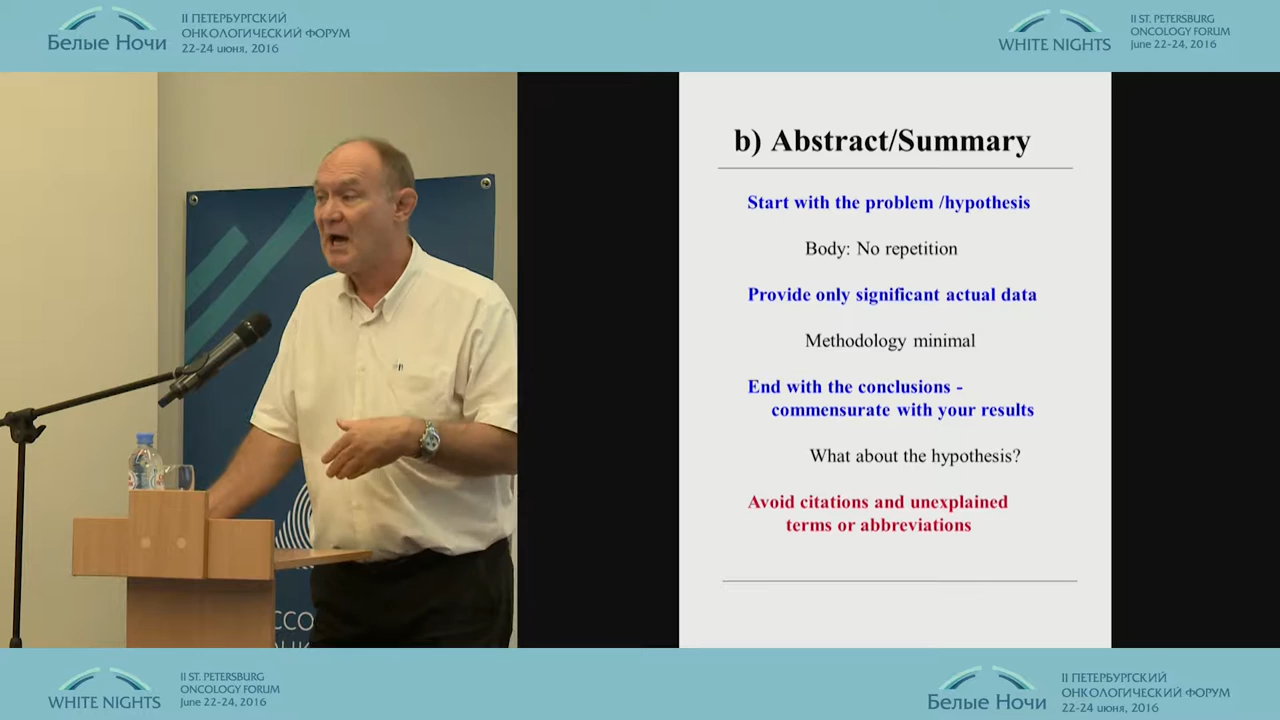 Белые Ночи
II ПЕТЕРБУРГСКИЙ
ОНКОЛОГИЧЕСКИЙ ФОРУМ
22-24 июня, 2016
WHITE NIGHTS
II ST. PETERSBURG
ONCOLOGY FORUM
June 22-24, 2016
b) Abstract/Summary
Start with the problem /hypothesis
Body: No repetition
Provide only significant actual data
Methodology minimal
End with the conclusions -
commensurate with your results
What about the hypothesis?
Avoid citations and unexplained
terms or abbreviations
WHITE NIGHTS
II ST. PETERSBURG
ONCOLOGY FORUM
June 22-24, 2016
Белые Ночи
II ПЕТЕРБУРГСКИЙ
ОНКОЛОГИЧЕСКИЙ ФОРУМ
22-24 июня, 2016